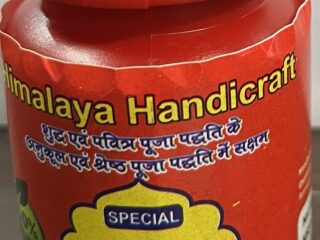 Himalaya Handicraft
शुद्ध एवं पवित्र पूजा पद्धति के
अनुकूल एवं श्रेष्ठ पूजा पद्धति में सक्षम
SPECIAL